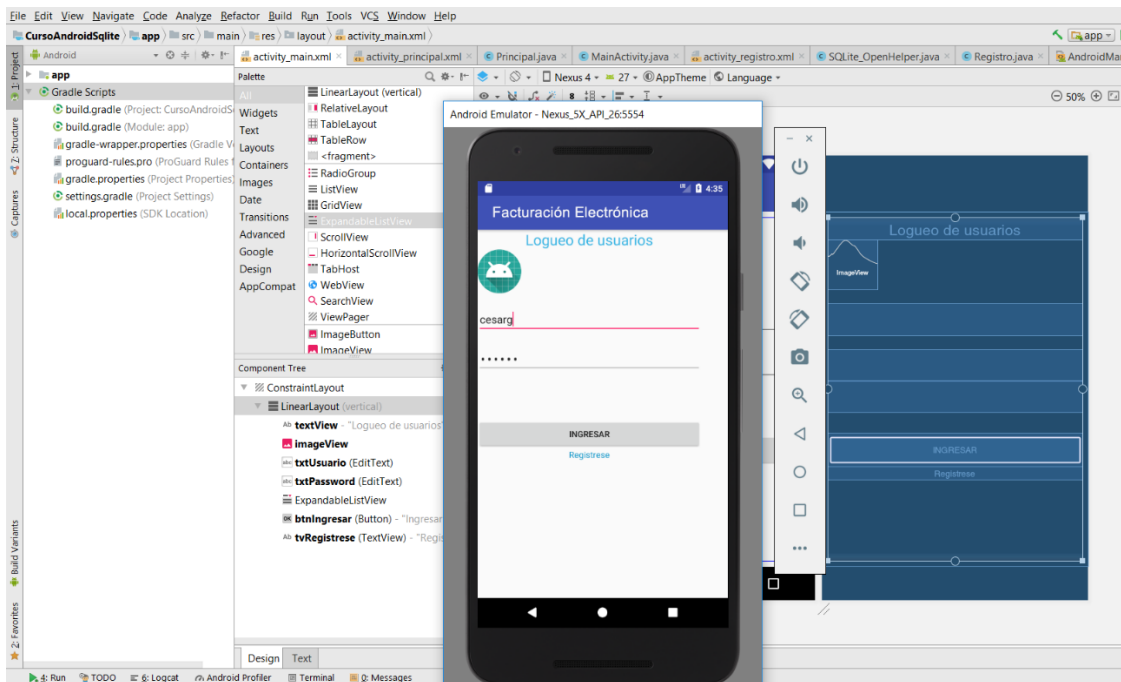 File Edit View Navigate Code Analyze Refactor Build Run Tools VCS Window Help
CursoAndroidSqlite app src main res layout activity_main.xml app
Android
activity_main.xml activity_principal.xml Principal.java MainActivity.java activity_registro.xml SQLite_OpenHelper.java Registro.java AndroidMan
1: Project
Z: Structure
Captures
Build Variants
2: Favorites
app
Gradle Scripts
build.gradle (Project: CursoAndroidS
build.gradle (Module: app)
gradle-wrapper.properties (Gradle V
proguard-rules.pro (ProGuard Rules f
gradle.properties (Project Properties)
settings.gradle (Project Settings)
local.properties (SDK Location)
Palette
All
Widgets
Text
Layouts
Containers
Images
Date
Transitions
Advanced
Google
Design
AppCompat
LinearLayout (vertical)
RelativeLayout
TableLayout
TableRow
<fragment>
RadioGroup
ListView
GridView
ExpandableListView
ScrollView
HorizontalScrollView
TabHost
WebView
SearchView
ViewPager
ImageButton
ImageView
Component Tree
ConstraintLayout
LinearLayout (vertical)
Ab textView - "Logueo de usuarios"
imageView
abc txtUsuario (EditText)
abc txtPassword (EditText)
ExpandableListView
OK btnIngresar (Button) - "Ingresar
Ab tvRegistrese (TextView) - "Regis
Design Text
Nexus 4 27 AppTheme Language
8 50%
Android Emulator - Nexus_5X_API_26:5554
4:35
Facturación Electrónica
Logueo de usuarios
cesarg
••••••
INGRESAR
Registrese
Logueo de usuarios
ImageView
INGRESAR
Registrese
4: Run TODO 6: Logcat Android Profiler Terminal 0: Messages